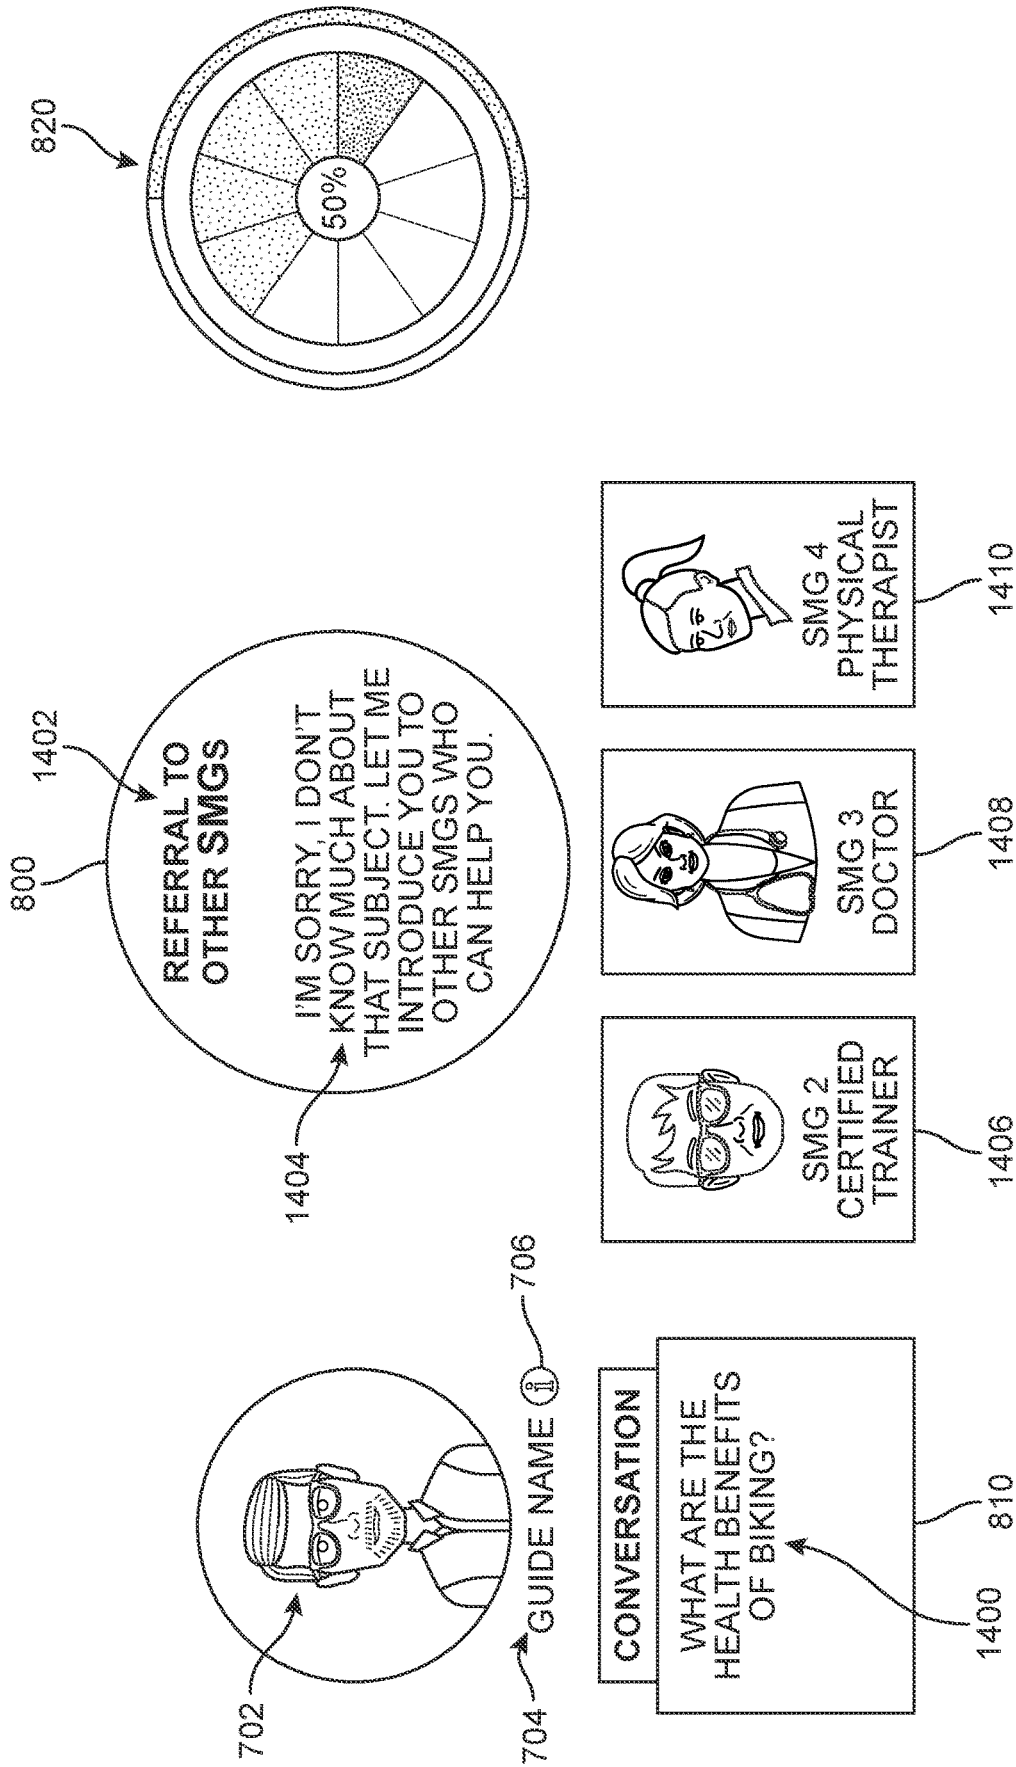 702
704
GUIDE NAME i
706
CONVERSATION
WHAT ARE THE
HEALTH BENEFITS
OF BIKING?
1400
810
800
1402
REFERRAL TO
OTHER SMGS
1404
I'M SORRY, I DON'T
KNOW MUCH ABOUT
THAT SUBJECT. LET ME
INTRODUCE YOU TO
OTHER SMGS WHO
CAN HELP YOU.
SMG 2
CERTIFIED
TRAINER
1406
SMG 3
DOCTOR
1408
SMG 4
PHYSICAL
THERAPIST
1410
820
50%